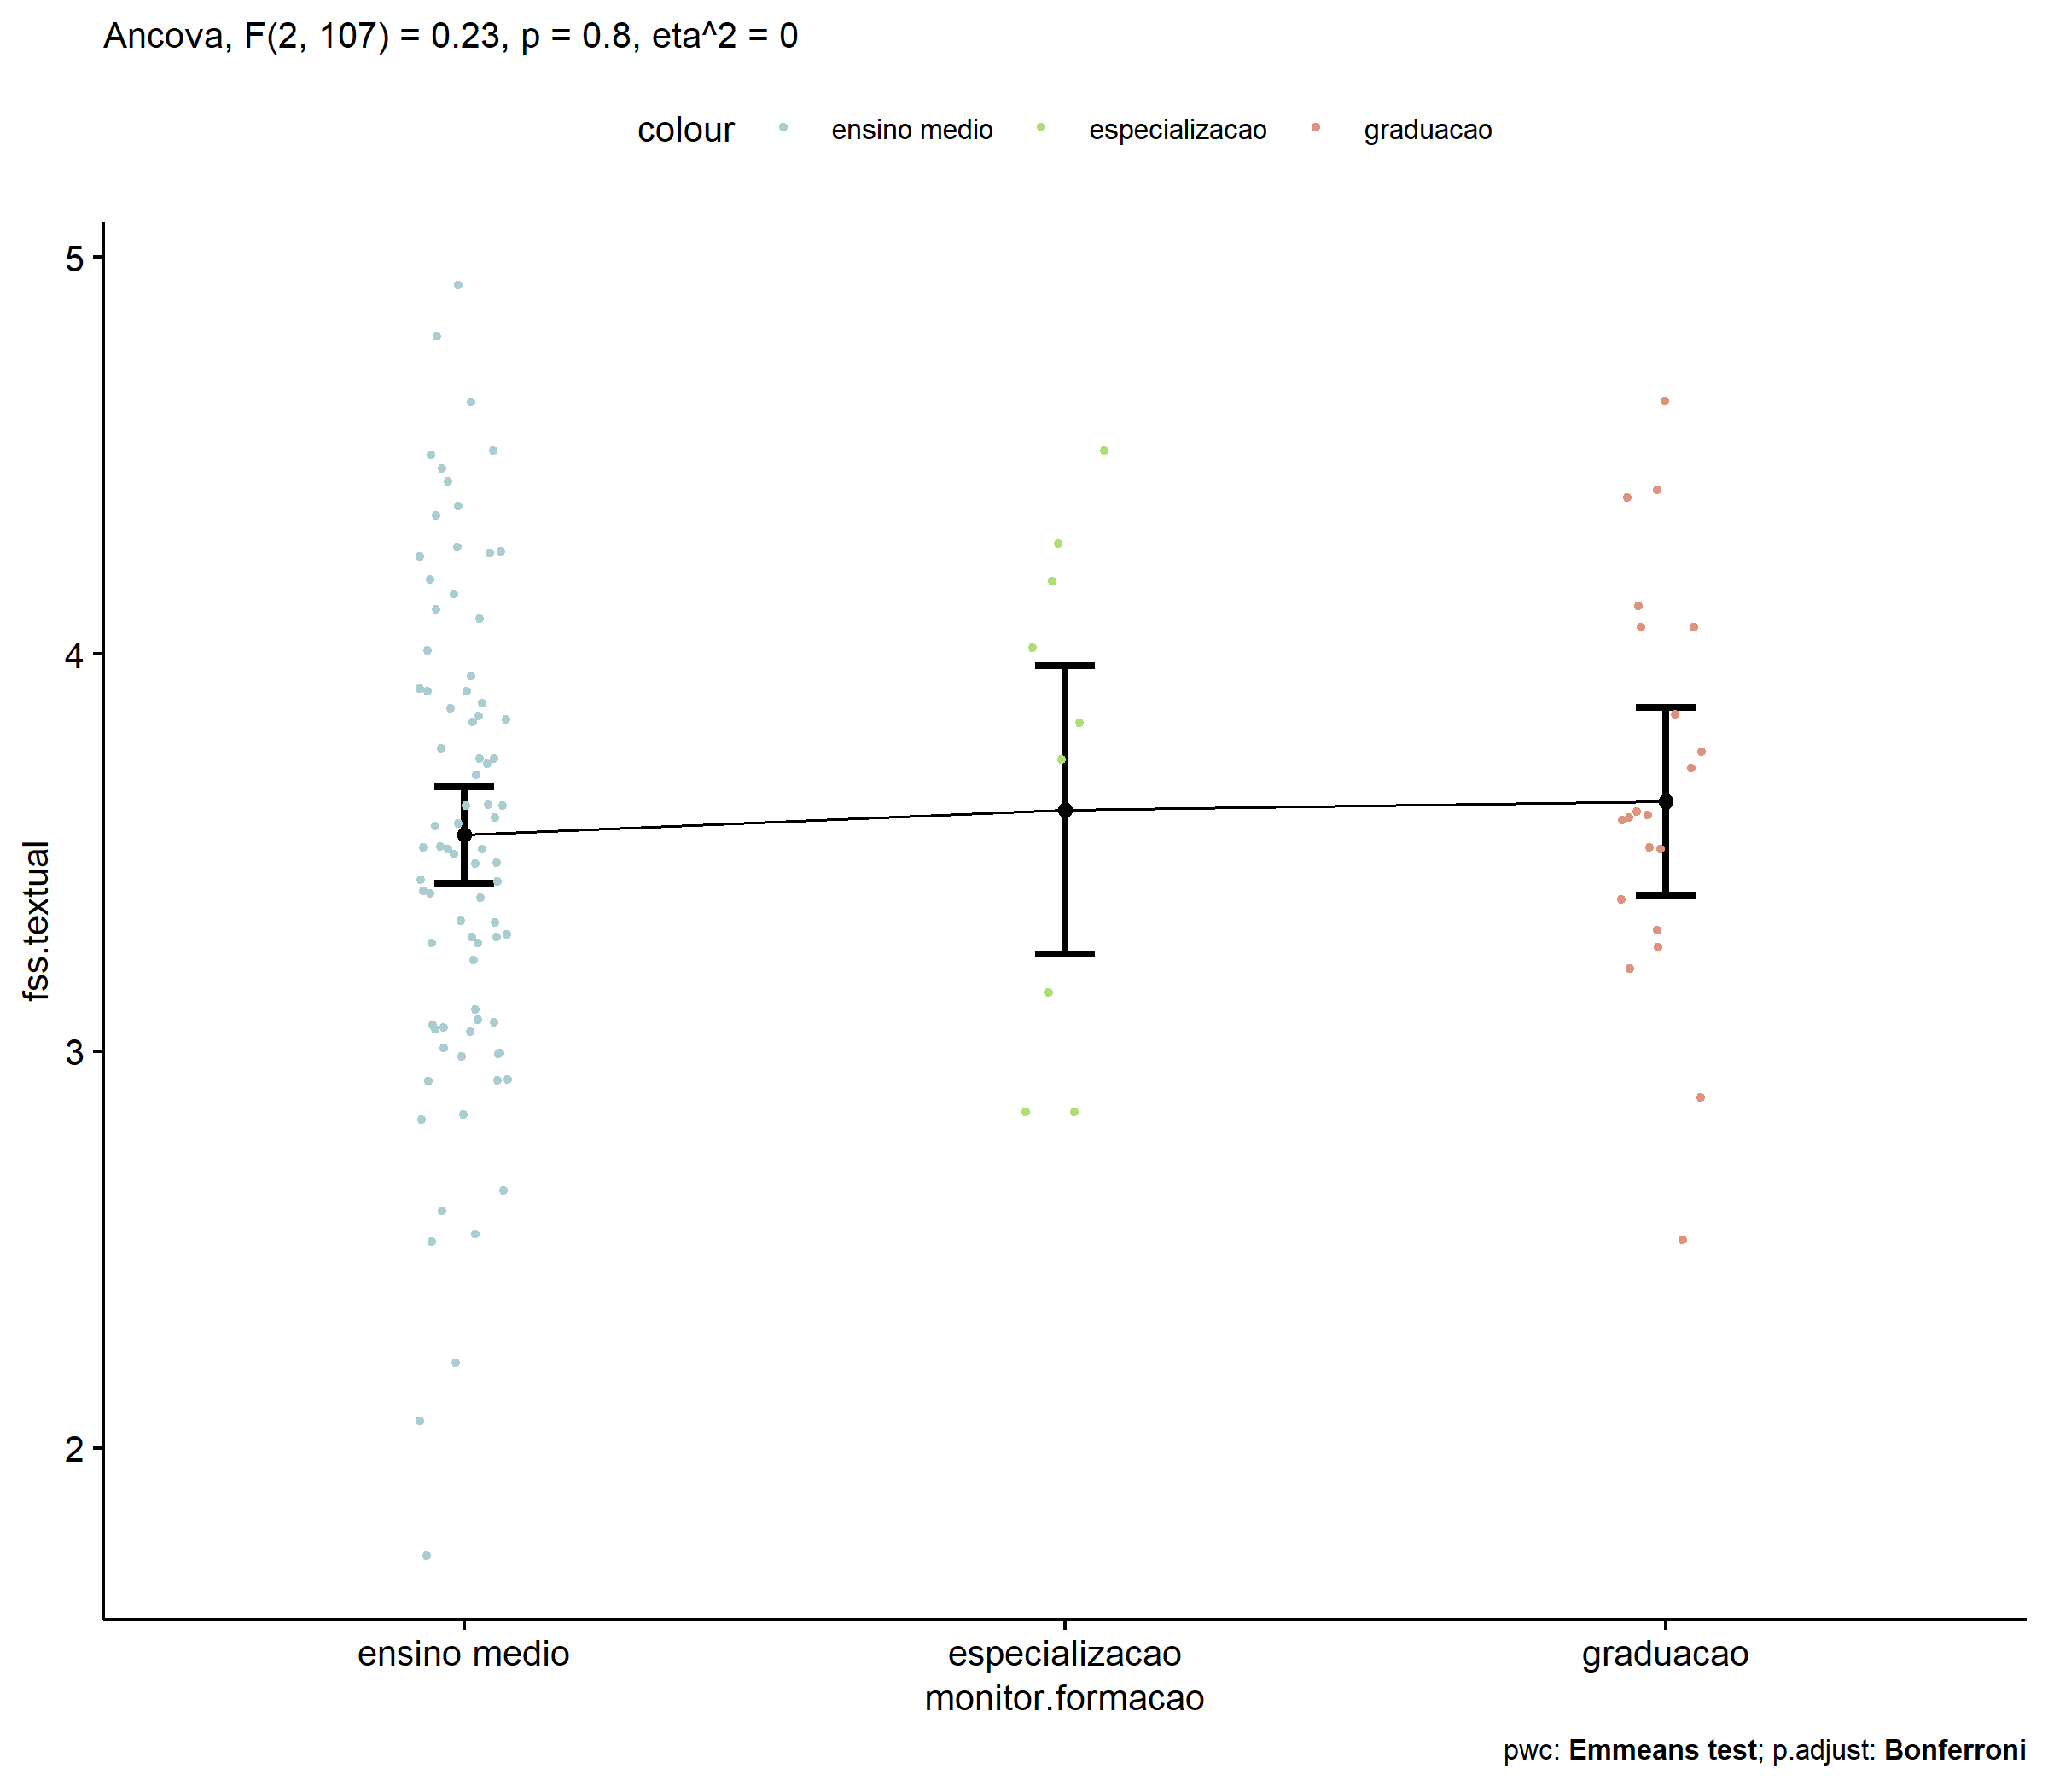 Ancova, F(2, 107) = 0.23, p = 0.8, eta^2 = 0
colour ensino medio especializacao graduacao
5
4
3
2
fss.textual
ensino medio especializacao graduacao
monitor.formacao
pwc: Emmeans test; p.adjust: Bonferroni